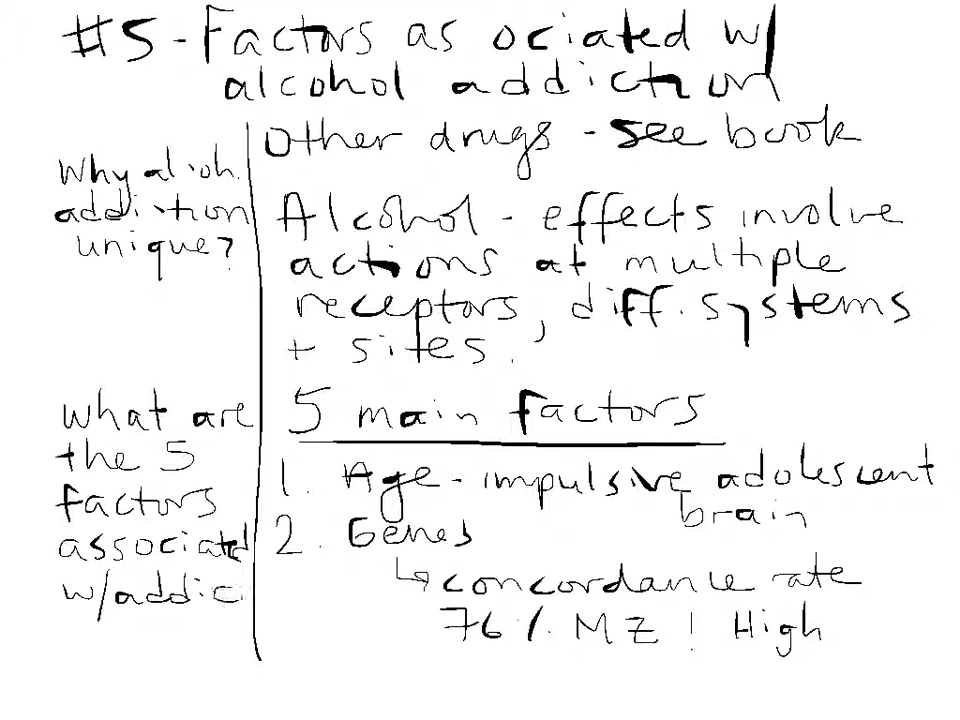 #5 - Factors as ociated w/
alcohol addiction
Other drugs - see book
Why alcoh.
addiction
unique?
Alcohol - effects involve
actions at multiple
receptors, diff. systems
+ sites.
What are
the 5
factors
associated
w/addic
5 main factors
1. Age - impulsive adolescent
brain
2. Genes
↳ concordance rate
76% MZ! High